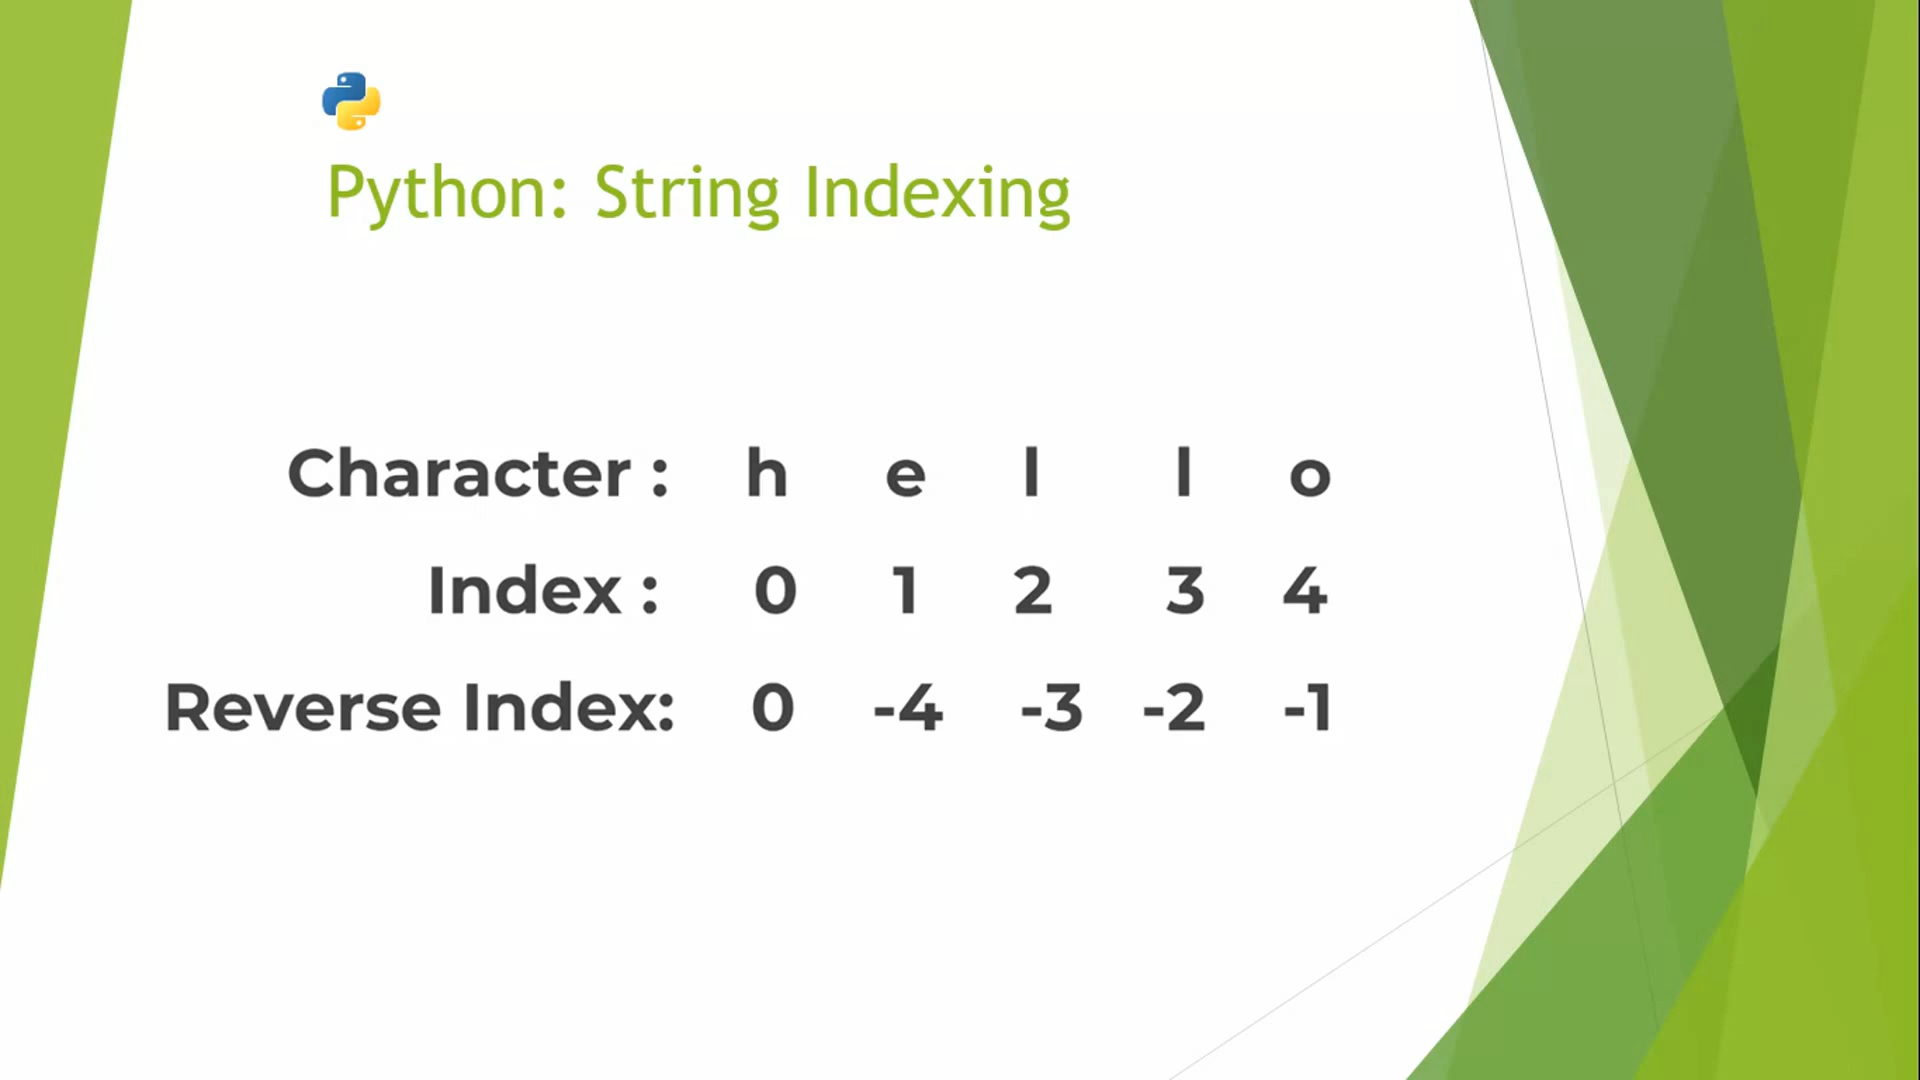 Python: String Indexing
Character : h e l l o
Index : 0 1 2 3 4
Reverse Index: 0 -4 -3 -2 -1